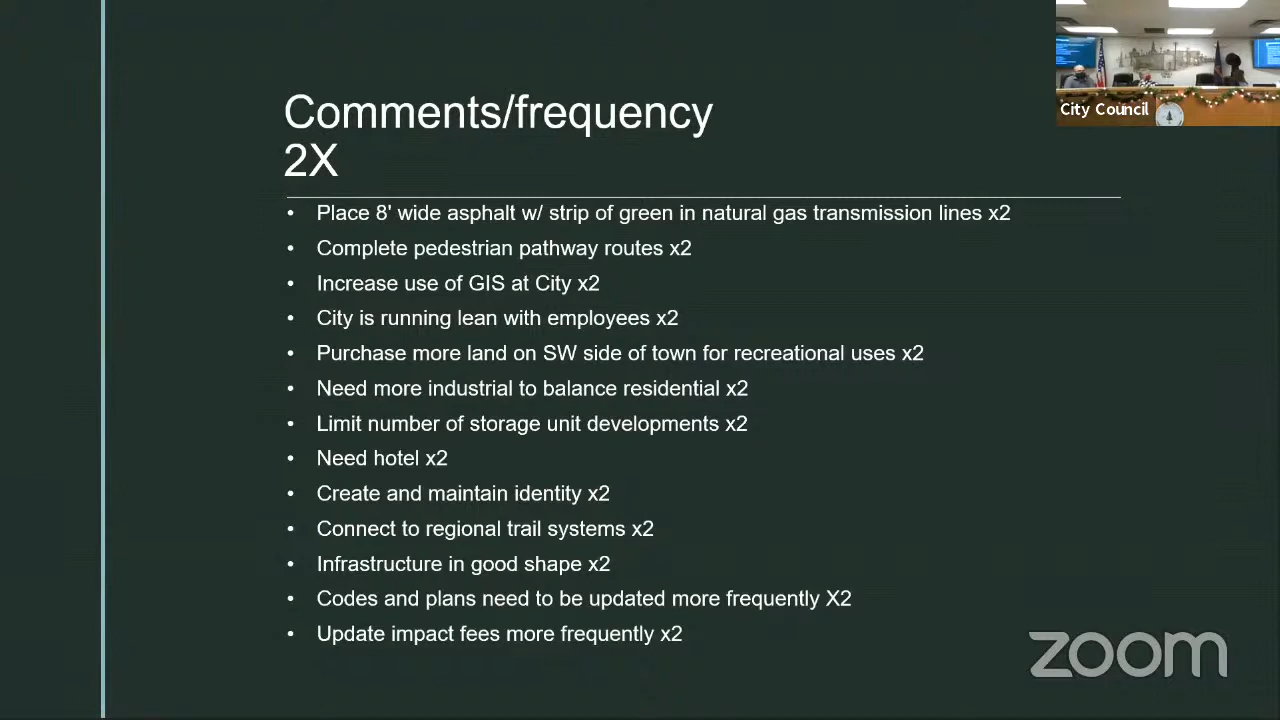 Comments/frequency
2X
• Place 8' wide asphalt w/ strip of green in natural gas transmission lines x2
• Complete pedestrian pathway routes x2
• Increase use of GIS at City x2
• City is running lean with employees x2
• Purchase more land on SW side of town for recreational uses x2
• Need more industrial to balance residential x2
• Limit number of storage unit developments x2
• Need hotel x2
• Create and maintain identity x2
• Connect to regional trail systems x2
• Infrastructure in good shape x2
• Codes and plans need to be updated more frequently X2
• Update impact fees more frequently x2
City Council
zoom